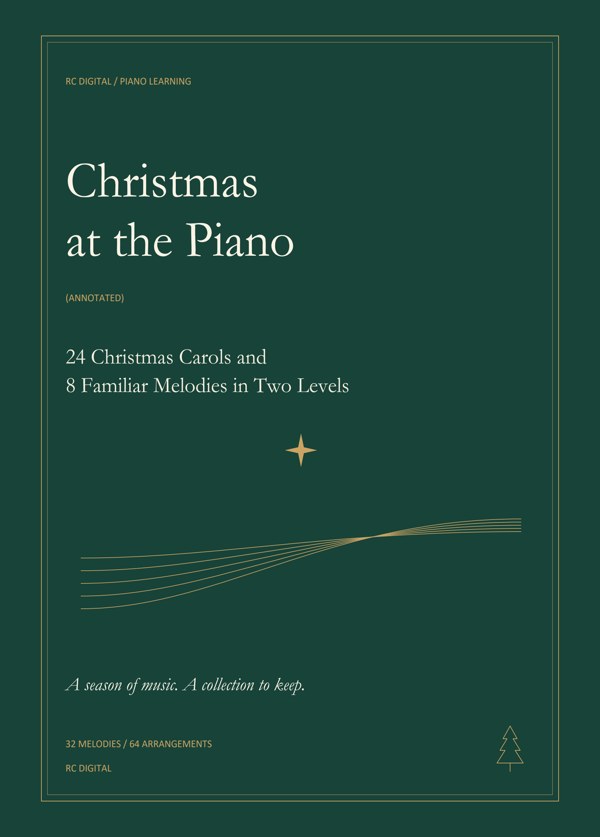 RC DIGITAL / PIANO LEARNING
Christmas
at the Piano
(ANNOTATED)
24 Christmas Carols and
8 Familiar Melodies in Two Levels
A season of music. A collection to keep.
32 MELODIES / 64 ARRANGEMENTS
RC DIGITAL